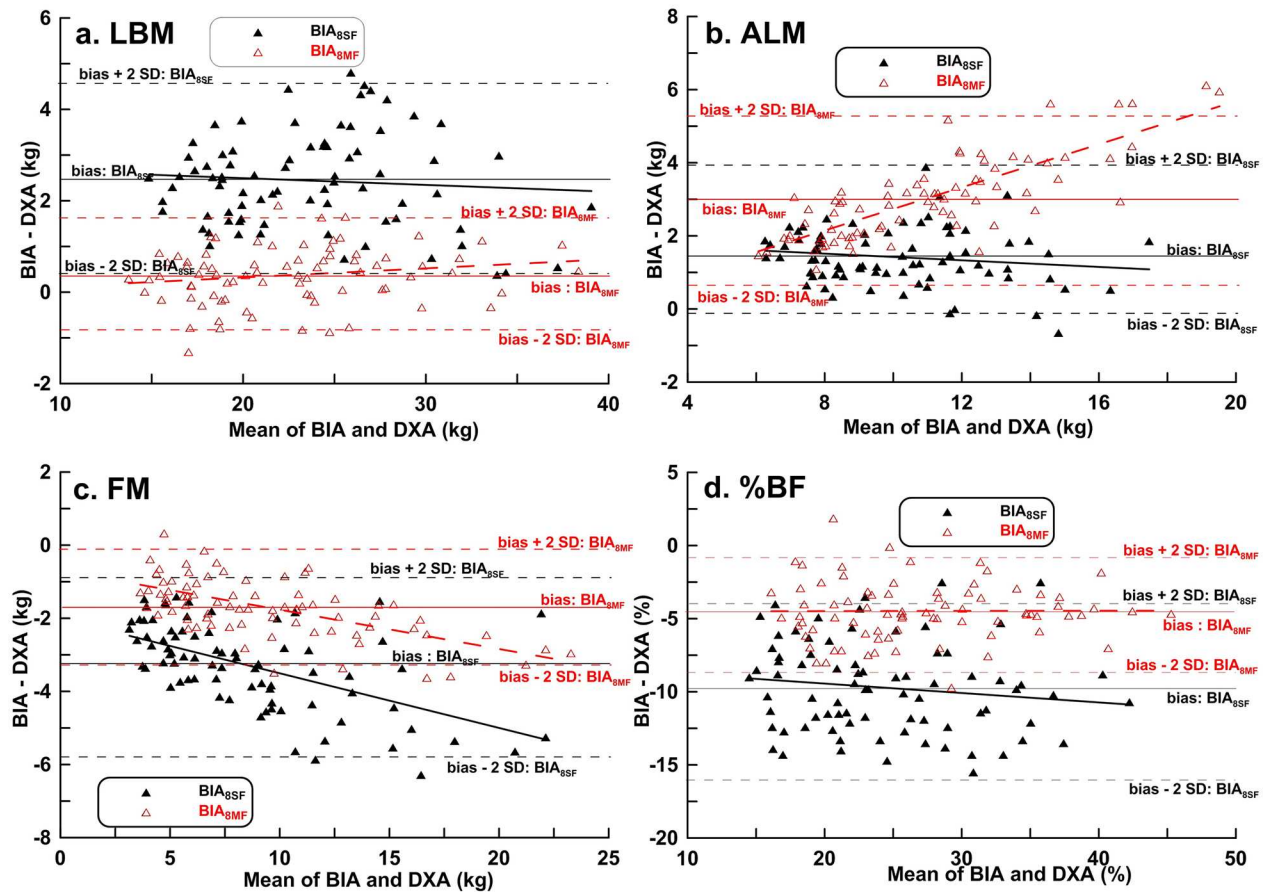 a. LBM
BIA8SF
BIA8MF
bias + 2 SD: BIA8SF
bias: BIA8SF
bias + 2 SD: BIA8MF
bias - 2 SD: BIA8SF
bias : BIA8MF
bias - 2 SD: BIA8MF
BIA - DXA (kg)
6
4
2
0
-2
10
20
30
40
Mean of BIA and DXA (kg)
b. ALM
BIA8SF
BIA8MF
bias + 2 SD: BIA8MF
bias + 2 SD: BIA8SF
bias: BIA8MF
bias: BIA8SF
bias - 2 SD: BIA8MF
bias - 2 SD: BIA8SF
BIA - DXA (kg)
8
6
4
2
0
-2
4
8
12
16
20
Mean of BIA and DXA (kg)
c. FM
bias + 2 SD: BIA8MF
bias + 2 SD: BIA8SF
bias: BIA8MF
bias : BIA8SF
bias - 2 SD: BIA8MF
bias - 2 SD: BIA8SF
BIA8SF
BIA8MF
BIA - DXA (kg)
2
0
-2
-4
-6
-8
0
5
10
15
20
25
Mean of BIA and DXA (kg)
d. %BF
BIA8SF
BIA8MF
bias + 2 SD: BIA8MF
bias + 2 SD: BIA8SF
bias : BIA8MF
bias - 2 SD: BIA8MF
bias: BIA8SF
bias - 2 SD: BIA8SF
BIA - DXA (%)
5
0
-5
-10
-15
-20
10
20
30
40
50
Mean of BIA and DXA (%)